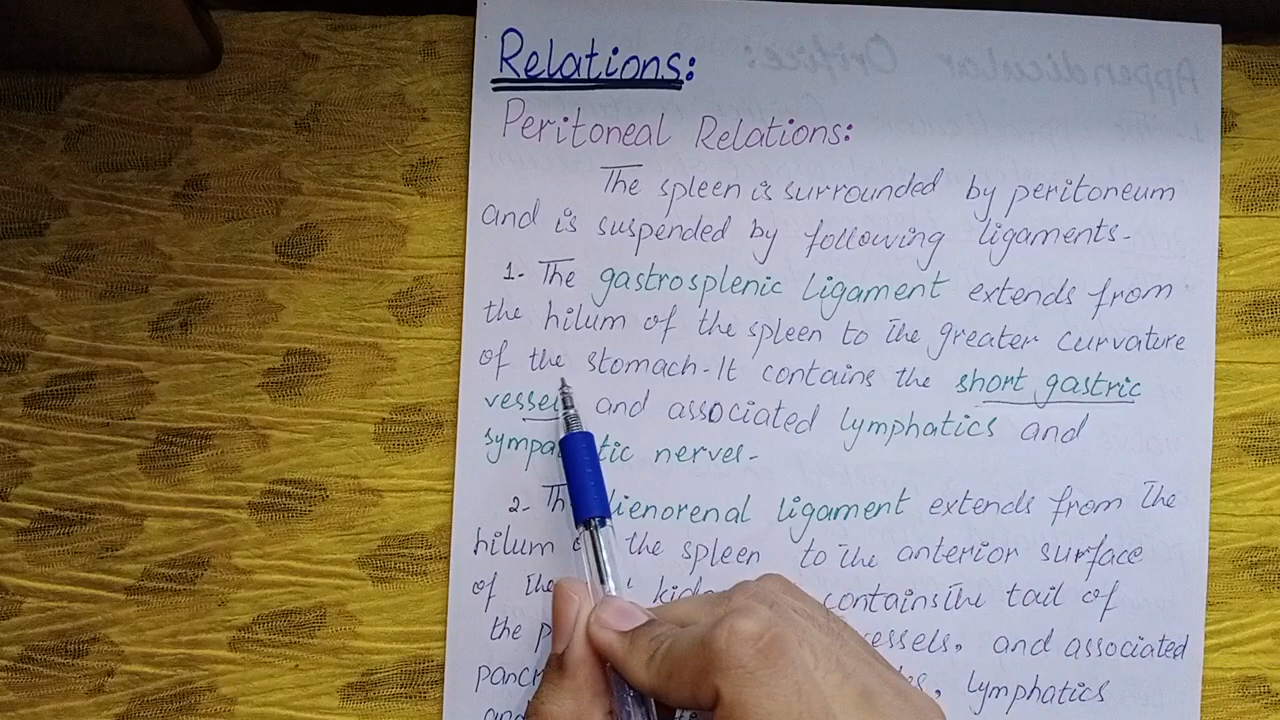 Relations:
Peritoneal Relations:
The spleen is surrounded by peritoneum
and is suspended by following ligaments-
1- The gastrosplenic ligament extends from
the hilum of the spleen to the greater curvature
of the stomach- It contains the short gastric
and associated lymphatics and
nerves-
2- lienorenal ligament extends from the
hilum the spleen to the anterior surface
of the contains the tail of
the and associated
lymphatics
Appendicular Orifice: